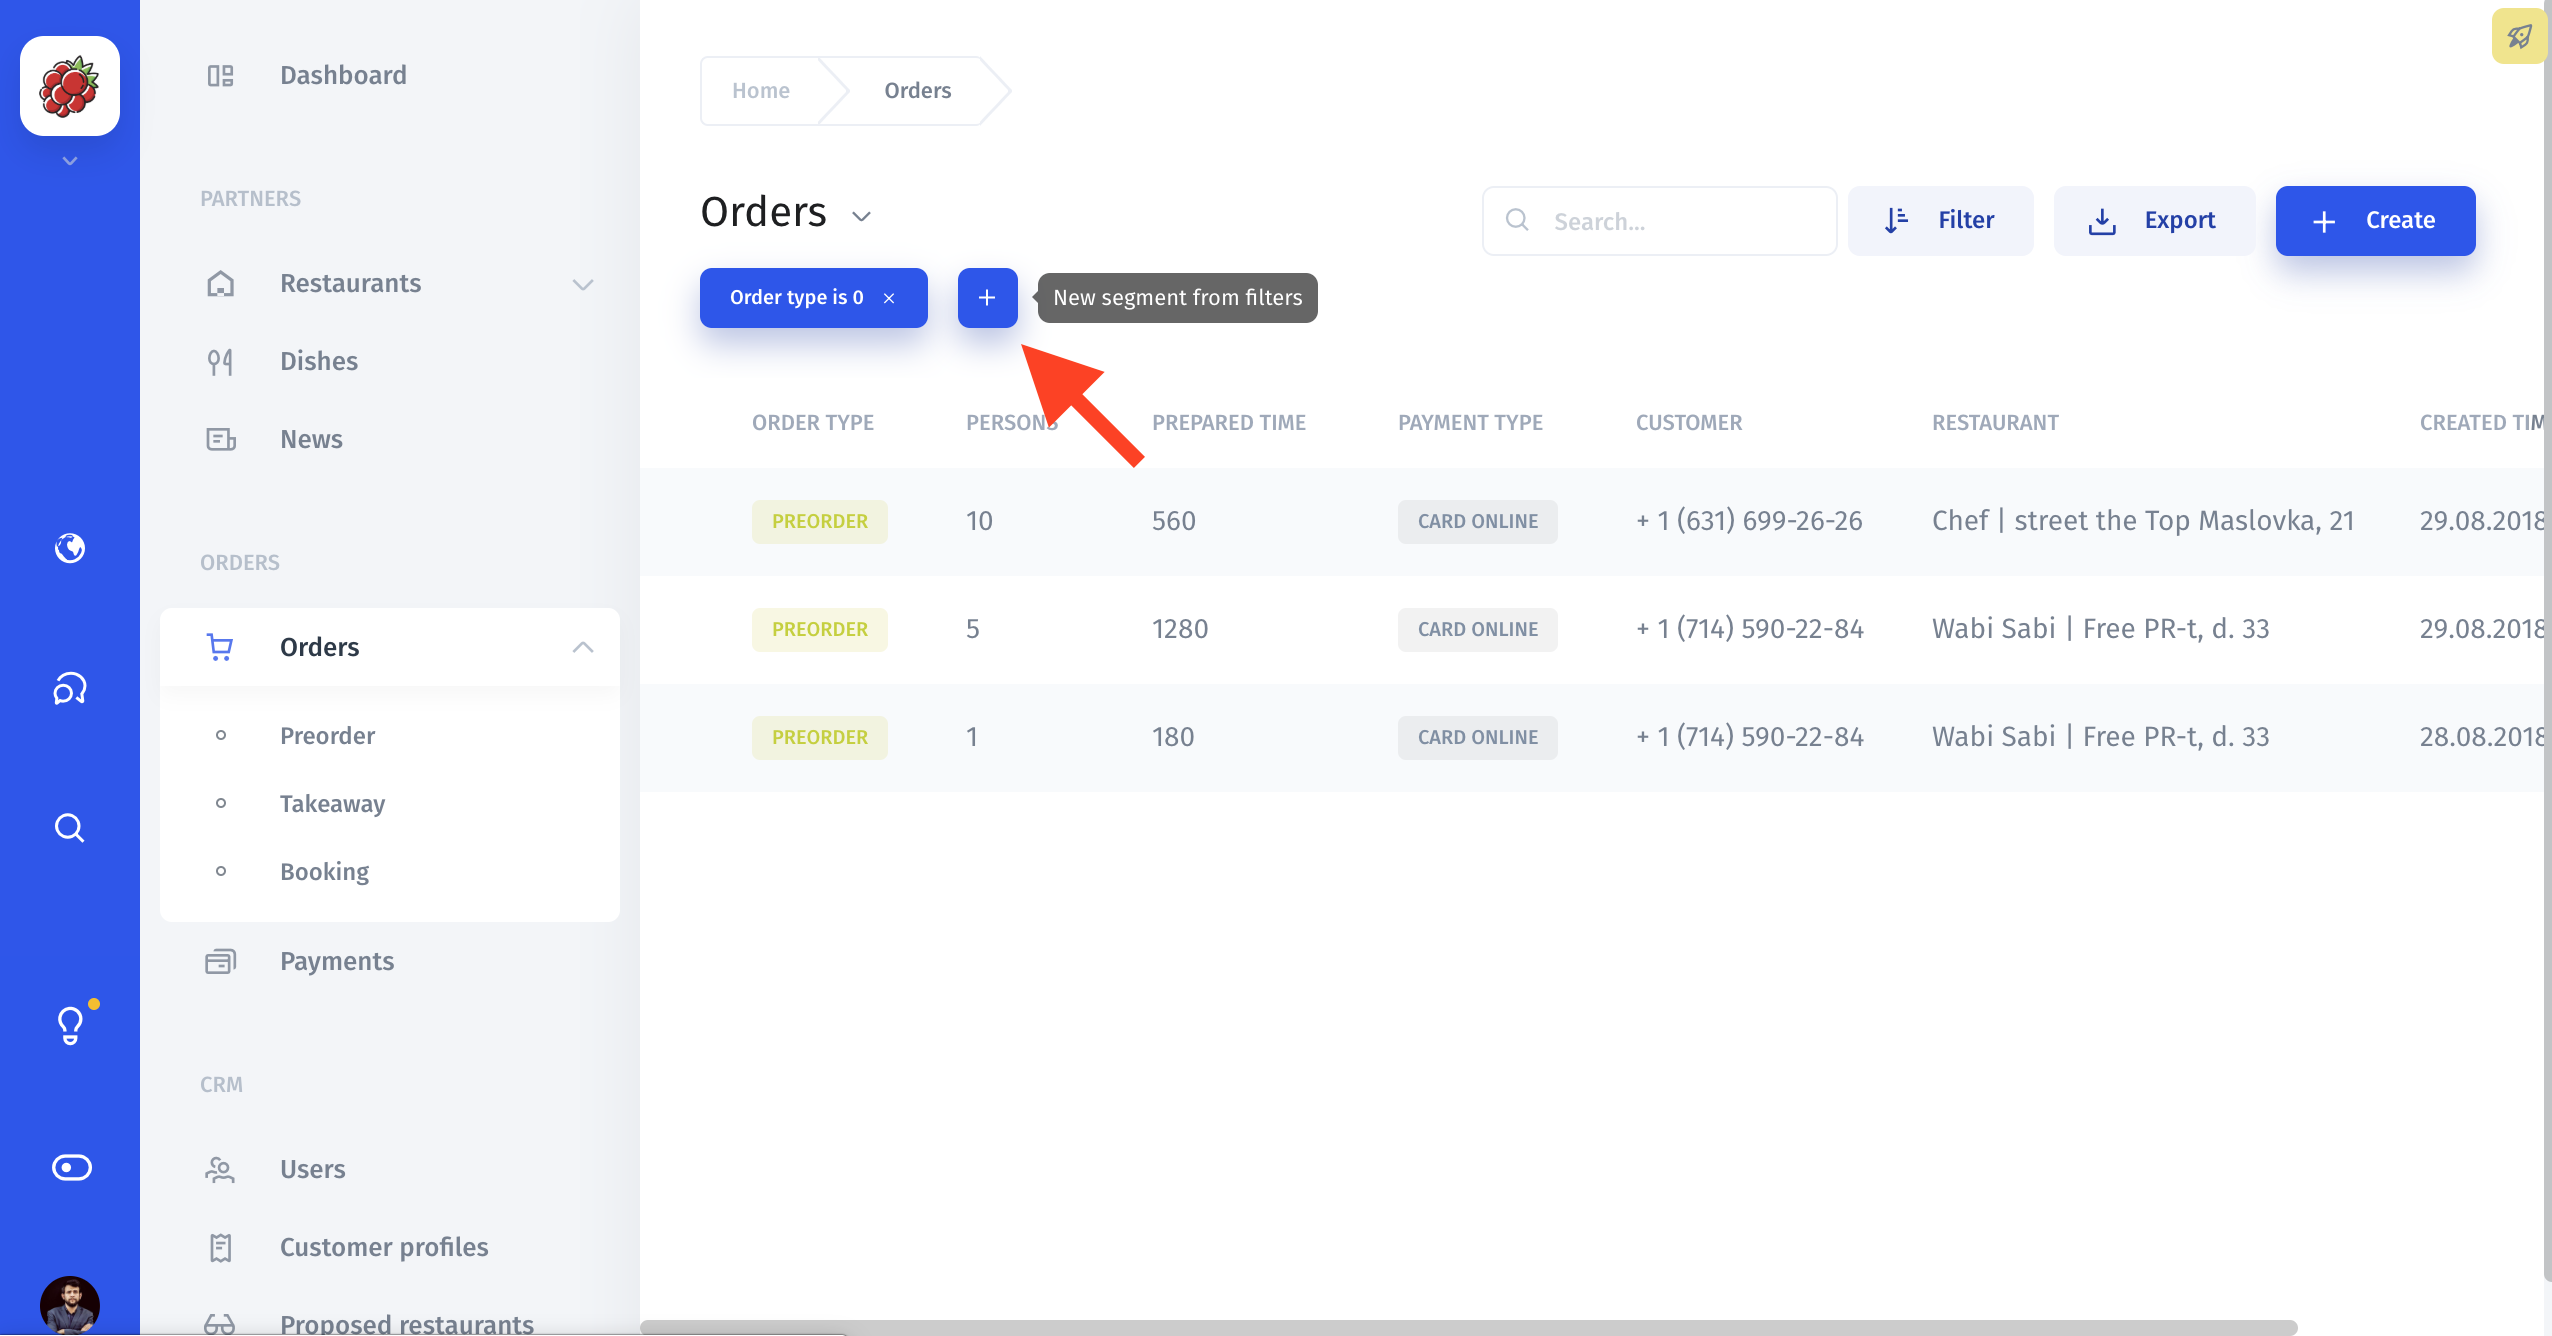 Dashboard
PARTNERS
Restaurants
Dishes
News
ORDERS
Orders
Preorder
Takeaway
Booking
Payments
CRM
Users
Customer profiles
Proposed restaurants
Home
Orders
Orders
Search...
Filter
Export
Create
Order type is 0
New segment from filters
ORDER TYPE PERSONS PREPARED TIME PAYMENT TYPE CUSTOMER RESTAURANT CREATED TIM
PREORDER 10 560 CARD ONLINE + 1 (631) 699-26-26 Chef | street the Top Maslovka, 21 29.08.2018
PREORDER 5 1280 CARD ONLINE + 1 (714) 590-22-84 Wabi Sabi | Free PR-t, d. 33 29.08.2018
PREORDER 1 180 CARD ONLINE + 1 (714) 590-22-84 Wabi Sabi | Free PR-t, d. 33 28.08.2018